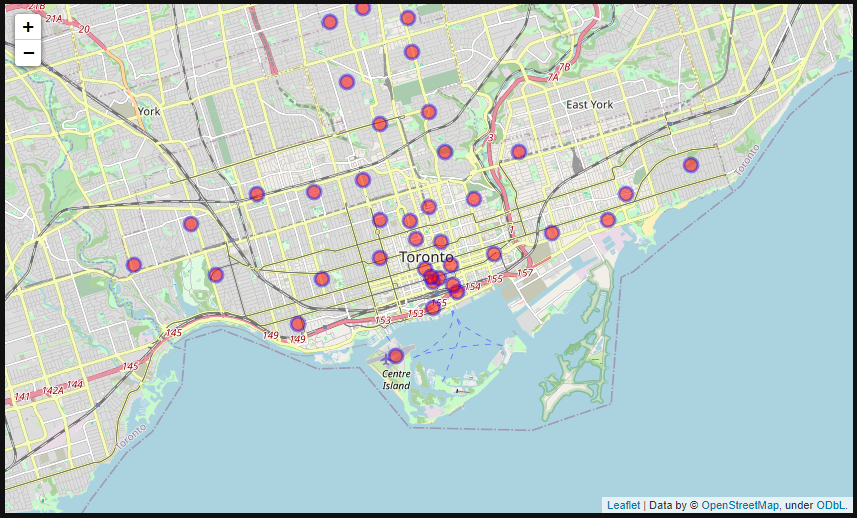 21B
21A
20
+
−
7B
7A
York
East York
3
Toronto
1
Toronto
157
155
154
155
153
153
149
149
145
145
144
142A
141
Centre
Island
Toronto
Leaflet | Data by © OpenStreetMap, under ODbL.